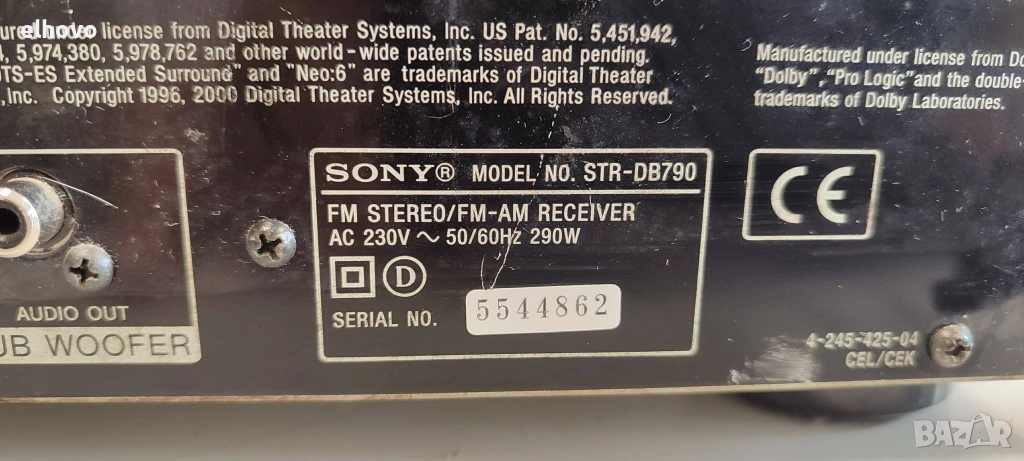 elhovo
under license from Digital Theater Systems, Inc. US Pat. No. 5,451,942,
5,974,380, 5,978,762 and other world-wide patents issued and pending.
Extended Surround" and "Neo:6" are trademarks of Digital Theater
, Inc. Copyright 1996, 2000 Digital Theater Systems, Inc. All Rights Reserved.
Manufactured under license from Do
"Dolby", "Pro Logic" and the double-
trademarks of Dolby Laboratories.
SONY® MODEL NO. STR-DB790
FM STEREO/FM-AM RECEIVER
AC 230V ~ 50/60Hz 290W
D
SERIAL NO. 5544862
CE
AUDIO OUT
UB WOOFER
4-245-425-04
CEL/CEK
BAZAR